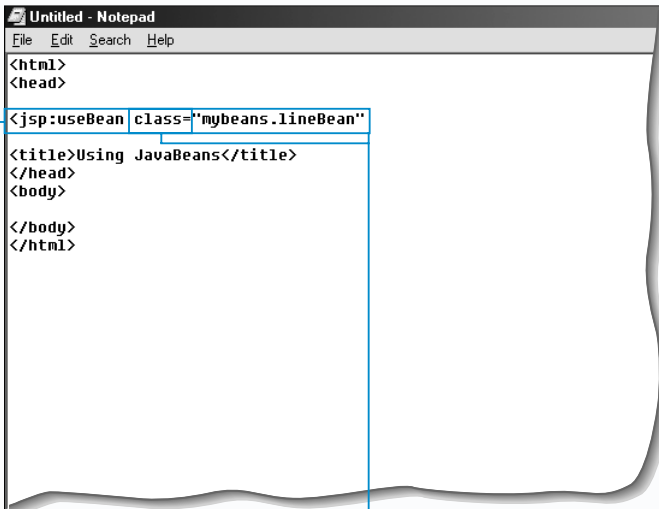 Untitled - Notepad
File Edit Search Help
<html>
<head>
<jsp:useBean class="mybeans.lineBean"
<title>Using JavaBeans</title>
</head>
<body>
</body>
</html>